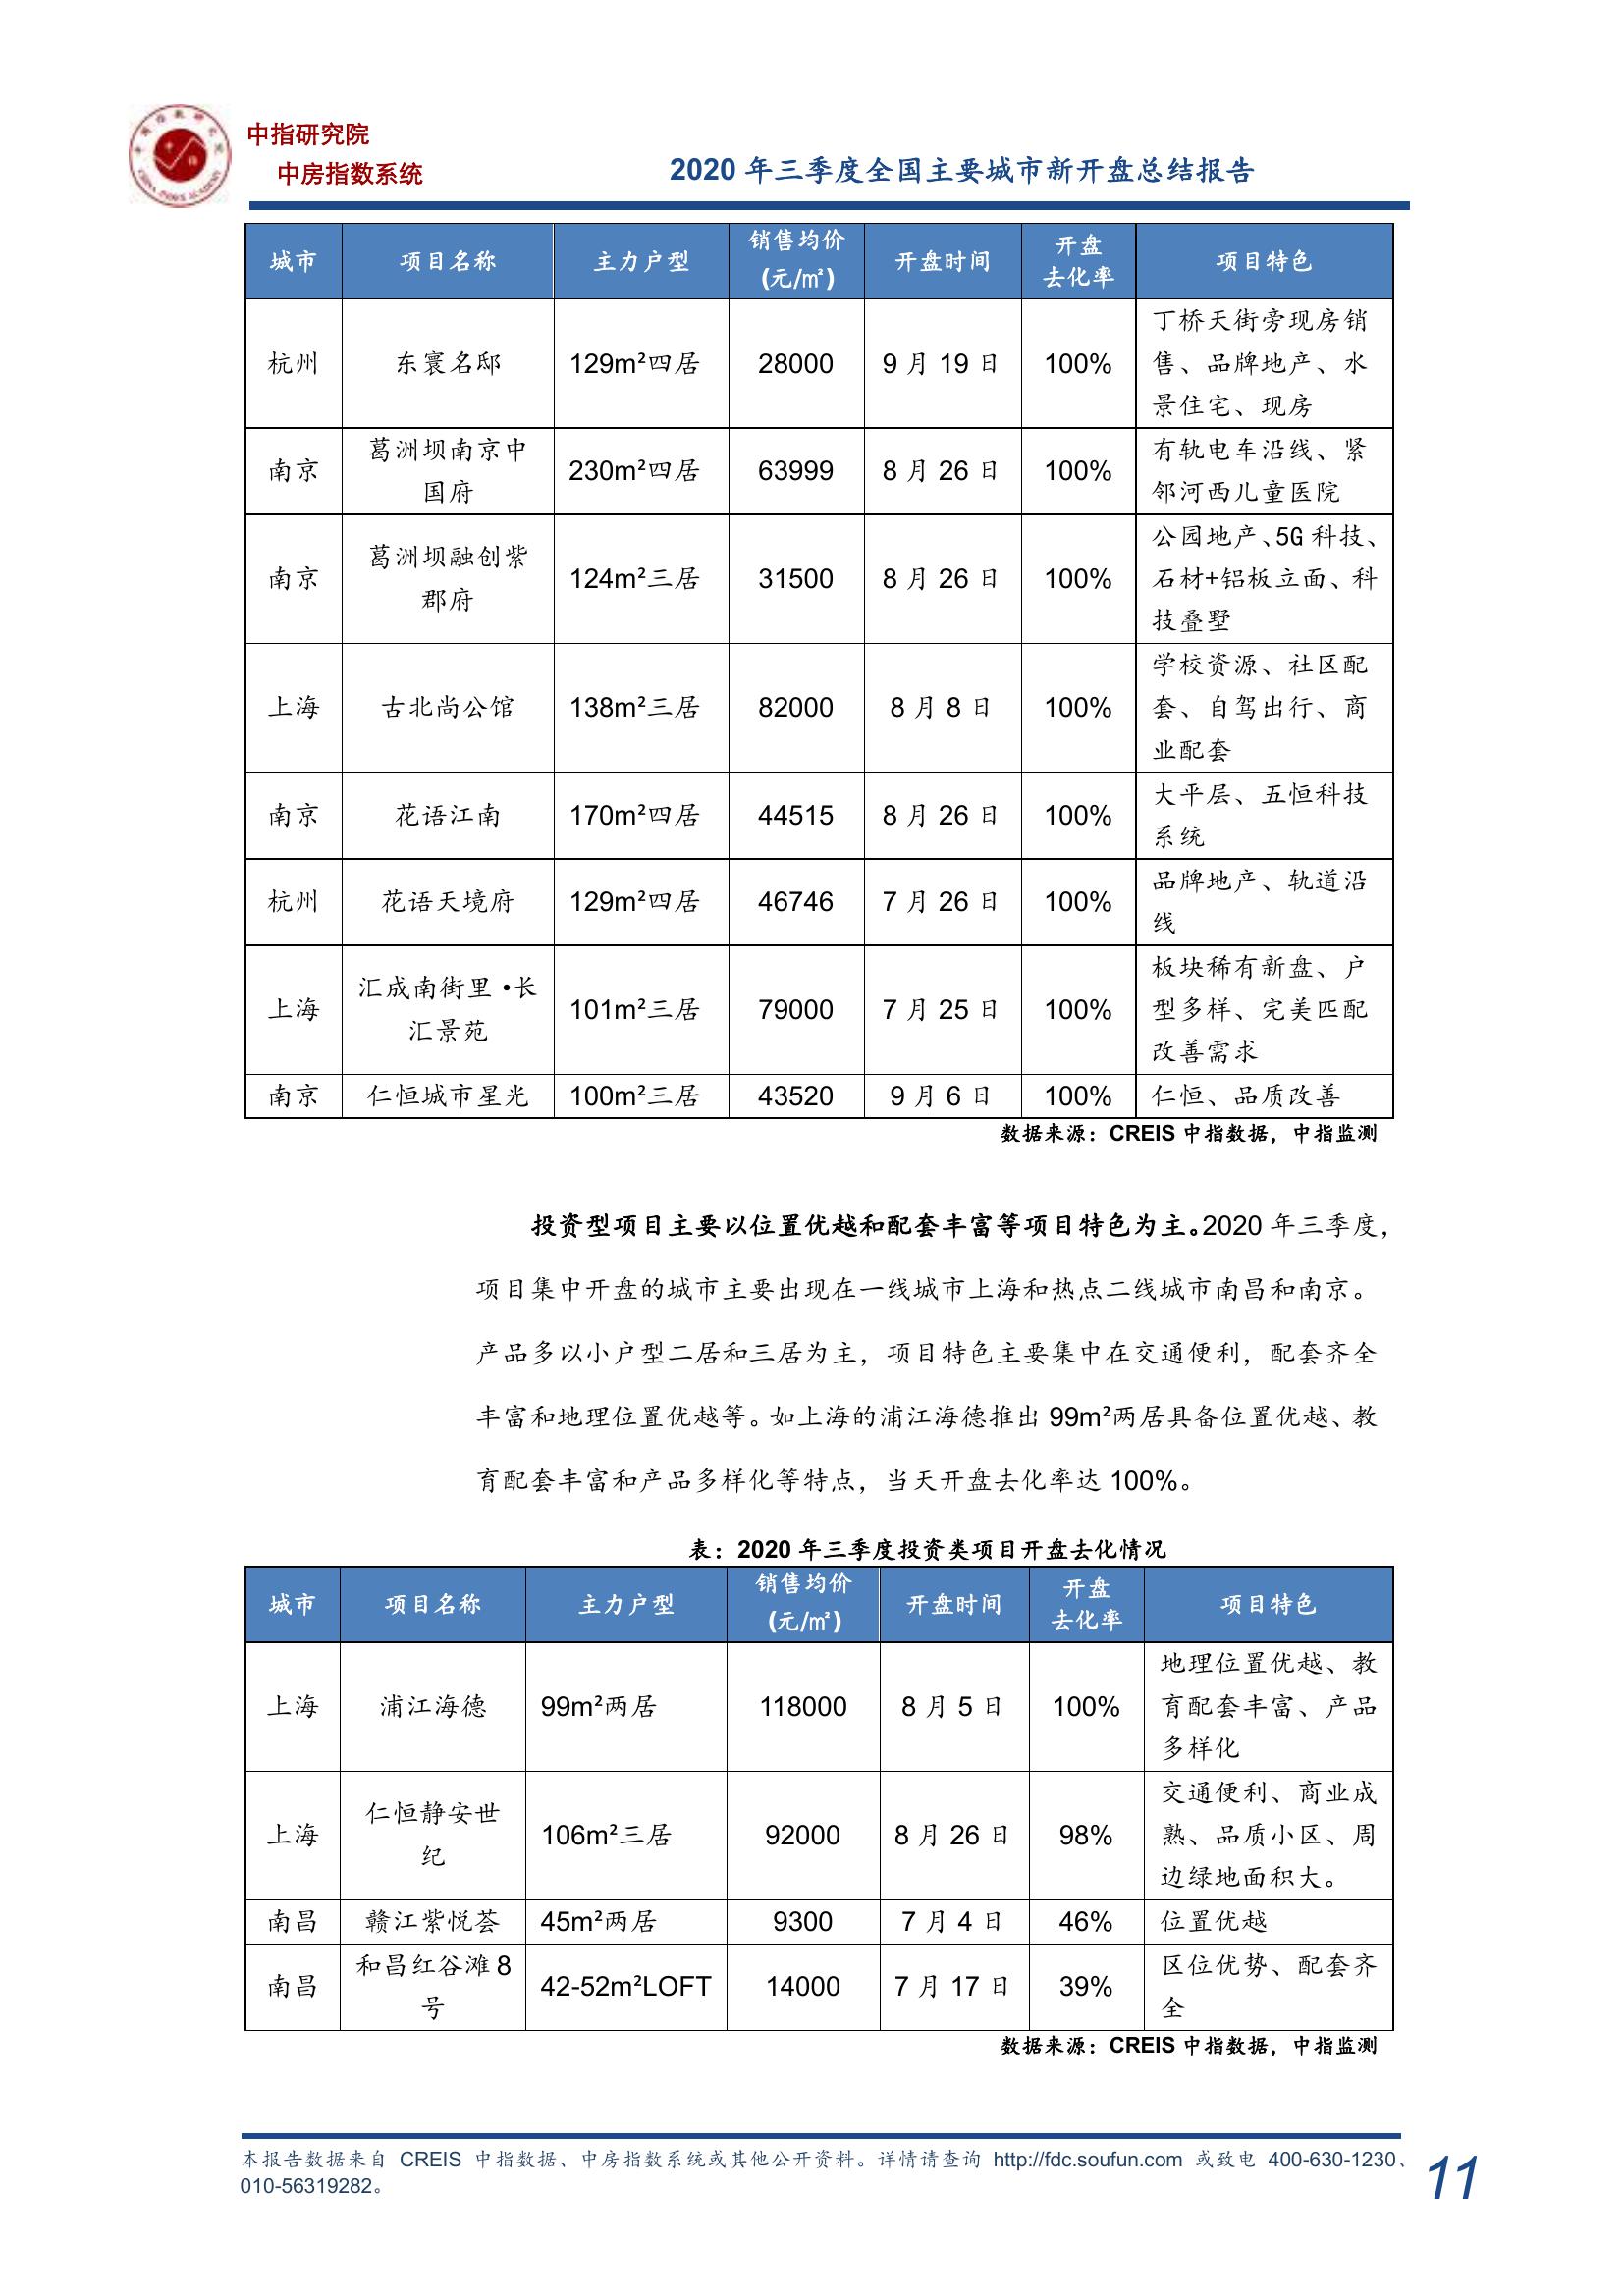 中指研究院
中房指数系统
2020 年三季度全国主要城市新开盘总结报告
城市 项目名称 主力户型 销售均价(元/㎡) 开盘时间 开盘去化率 项目特色
杭州 东寰名邸 129m²四居 28000 9 月 19 日 100% 丁桥天街旁现房销
售、品牌地产、水
景住宅、现房
南京 葛洲坝南京中国府 230m²四居 63999 8 月 26 日 100% 有轨电车沿线、紧
邻河西儿童医院
南京 葛洲坝融创紫郡府 124m²三居 31500 8 月 26 日 100% 公园地产、5G 科技、
石材+铝板立面、科
技叠墅
上海 古北尚公馆 138m²三居 82000 8 月 8 日 100% 学校资源、社区配
套、自驾出行、商
业配套
南京 花语江南 170m²四居 44515 8 月 26 日 100% 大平层、五恒科技
系统
杭州 花语天境府 129m²四居 46746 7 月 26 日 100% 品牌地产、轨道沿
线
上海 汇成南街里•长汇景苑 101m²三居 79000 7 月 25 日 100% 板块稀有新盘、户
型多样、完美匹配
改善需求
南京 仁恒城市星光 100m²三居 43520 9 月 6 日 100% 仁恒、品质改善
数据来源：CREIS 中指数据，中指监测
投资型项目主要以位置优越和配套丰富等项目特色为主。2020 年三季度，
项目集中开盘的城市主要出现在一线城市上海和热点二线城市南昌和南京。
产品多以小户型二居和三居为主，项目特色主要集中在交通便利，配套齐全
丰富和地理位置优越等。如上海的浦江海德推出 99m²两居具备位置优越、教
育配套丰富和产品多样化等特点，当天开盘去化率达 100%。
表：2020 年三季度投资类项目开盘去化情况
城市 项目名称 主力户型 销售均价(元/㎡) 开盘时间 开盘去化率 项目特色
上海 浦江海德 99m²两居 118000 8 月 5 日 100% 地理位置优越、教
育配套丰富、产品
多样化
上海 仁恒静安世纪 106m²三居 92000 8 月 26 日 98% 交通便利、商业成
熟、品质小区、周
边绿地面积大。
南昌 赣江紫悦荟 45m²两居 9300 7 月 4 日 46% 位置优越
南昌 和昌红谷滩 8号 42-52m²LOFT 14000 7 月 17 日 39% 区位优势、配套齐
全
数据来源：CREIS 中指数据，中指监测
本报告数据来自 CREIS 中指数据、中房指数系统或其他公开资料。详情请查询 http://fdc.soufun.com 或致电 400-630-1230、
010-56319282。
11